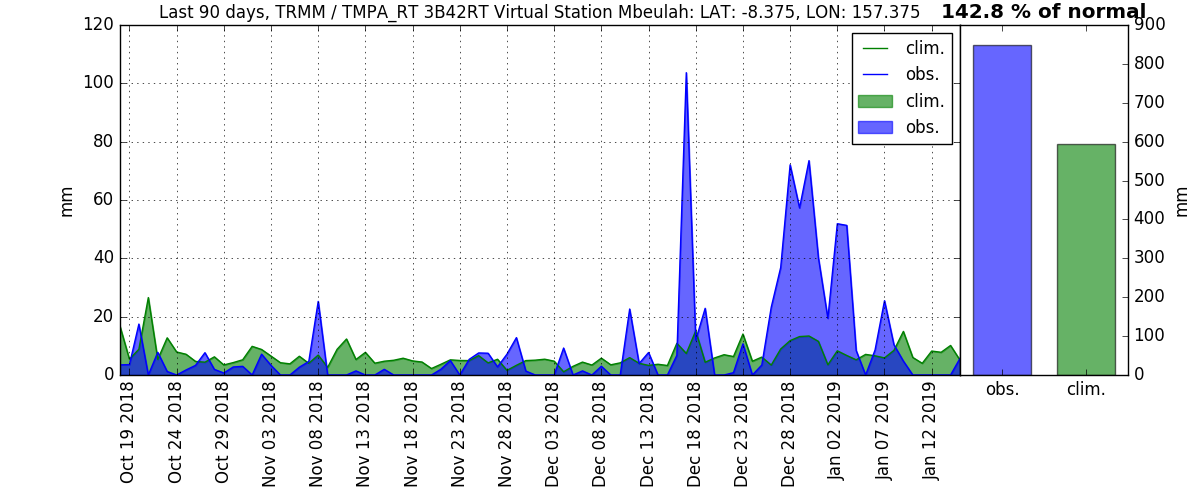 Last 90 days, TRMM / TMPA_RT 3B42RT Virtual Station Mbeulah: LAT: -8.375, LON: 157.375
142.8 % of normal
120
100
80
60
40
20
0
mm
clim.
obs.
clim.
obs.
900
800
700
600
500
400
300
200
100
0
mm
Oct 19 2018
Oct 24 2018
Oct 29 2018
Nov 03 2018
Nov 08 2018
Nov 13 2018
Nov 18 2018
Nov 23 2018
Nov 28 2018
Dec 03 2018
Dec 08 2018
Dec 13 2018
Dec 18 2018
Dec 23 2018
Dec 28 2018
Jan 02 2019
Jan 07 2019
Jan 12 2019
obs.
clim.